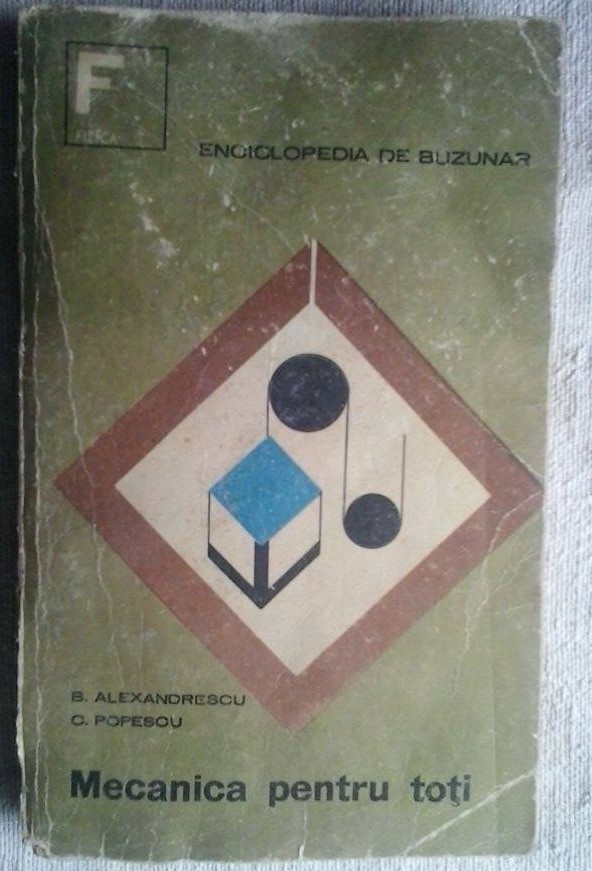 F
FIZICA
ENCICLOPEDIA DE BUZUNAR
B. ALEXANDRESCU
C. POPESCU
Mecanica pentru toţi